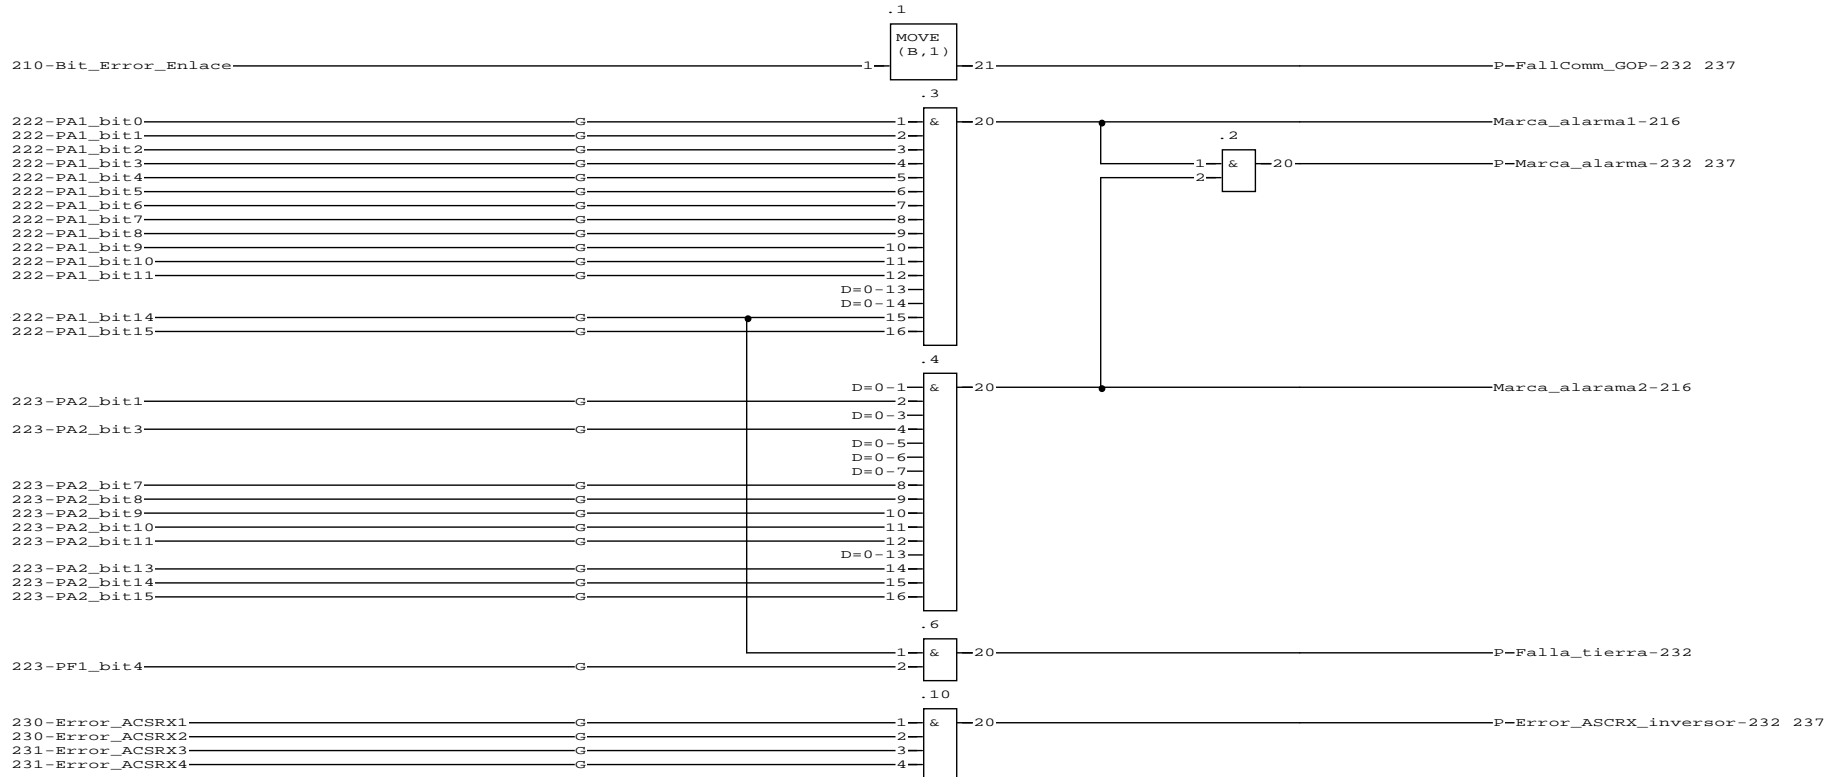 .1
MOVE
(B,1)
210-Bit_Error_Enlace 1 21 P-FallComm_GOP-232 237
.3
222-PA1_bit0 G 1 & 20 Marca_alarma1-216
222-PA1_bit1 G 2 .2
222-PA1_bit2 G 3
222-PA1_bit3 G 4 1 & 20 P-Marca_alarma-232 237
222-PA1_bit4 G 5 2
222-PA1_bit5 G 6
222-PA1_bit6 G 7
222-PA1_bit7 G 8
222-PA1_bit8 G 9
222-PA1_bit9 G 10
222-PA1_bit10 G 11
222-PA1_bit11 G 12
D=0-13
D=0-14
222-PA1_bit14 G 15
222-PA1_bit15 G 16
.4
D=0-1 & 20 Marca_alarama2-216
223-PA2_bit1 G 2
D=0-3
223-PA2_bit3 G 4
D=0-5
D=0-6
D=0-7
223-PA2_bit7 G 8
223-PA2_bit8 G 9
223-PA2_bit9 G 10
223-PA2_bit10 G 11
223-PA2_bit11 G 12
D=0-13
223-PA2_bit13 G 14
223-PA2_bit14 G 15
223-PA2_bit15 G 16
.6
1 & 20 P-Falla_tierra-232
223-PF1_bit4 G 2
.10
230-Error_ACSRX1 G 1 & 20 P-Error_ASCRX_inversor-232 237
230-Error_ACSRX2 G 2
231-Error_ACSRX3 G 3
231-Error_ACSRX4 G 4